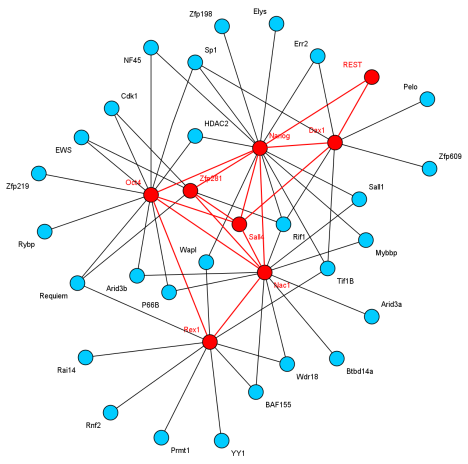 Zfp198
Elys
NF45
Sp1
Err2
REST
Pelo
Cdk1
HDAC2
Nanog
Dax1
EWS
Zfp609
Zfp219
Oct4
Zfp281
Sall1
Rybp
Sall4
Rif1
Mybbp
Wapl
Requiem
Arid3b
P66B
Nac1
Tif1B
Arid3a
Rex1
Rai14
Wdr18
Btbd14a
Rnf2
BAF155
Prmt1
YY1